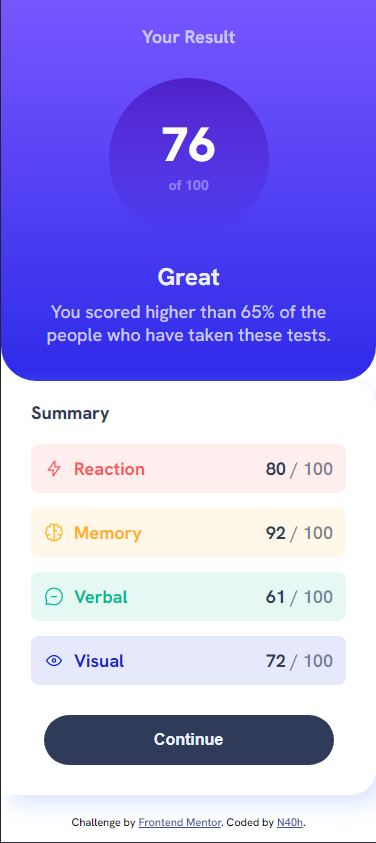 Your Result
76
of 100
Great
You scored higher than 65% of the
people who have taken these tests.
Summary
Reaction 80 / 100
Memory 92 / 100
Verbal 61 / 100
Visual 72 / 100
Continue
Challenge by Frontend Mentor. Coded by N40h.